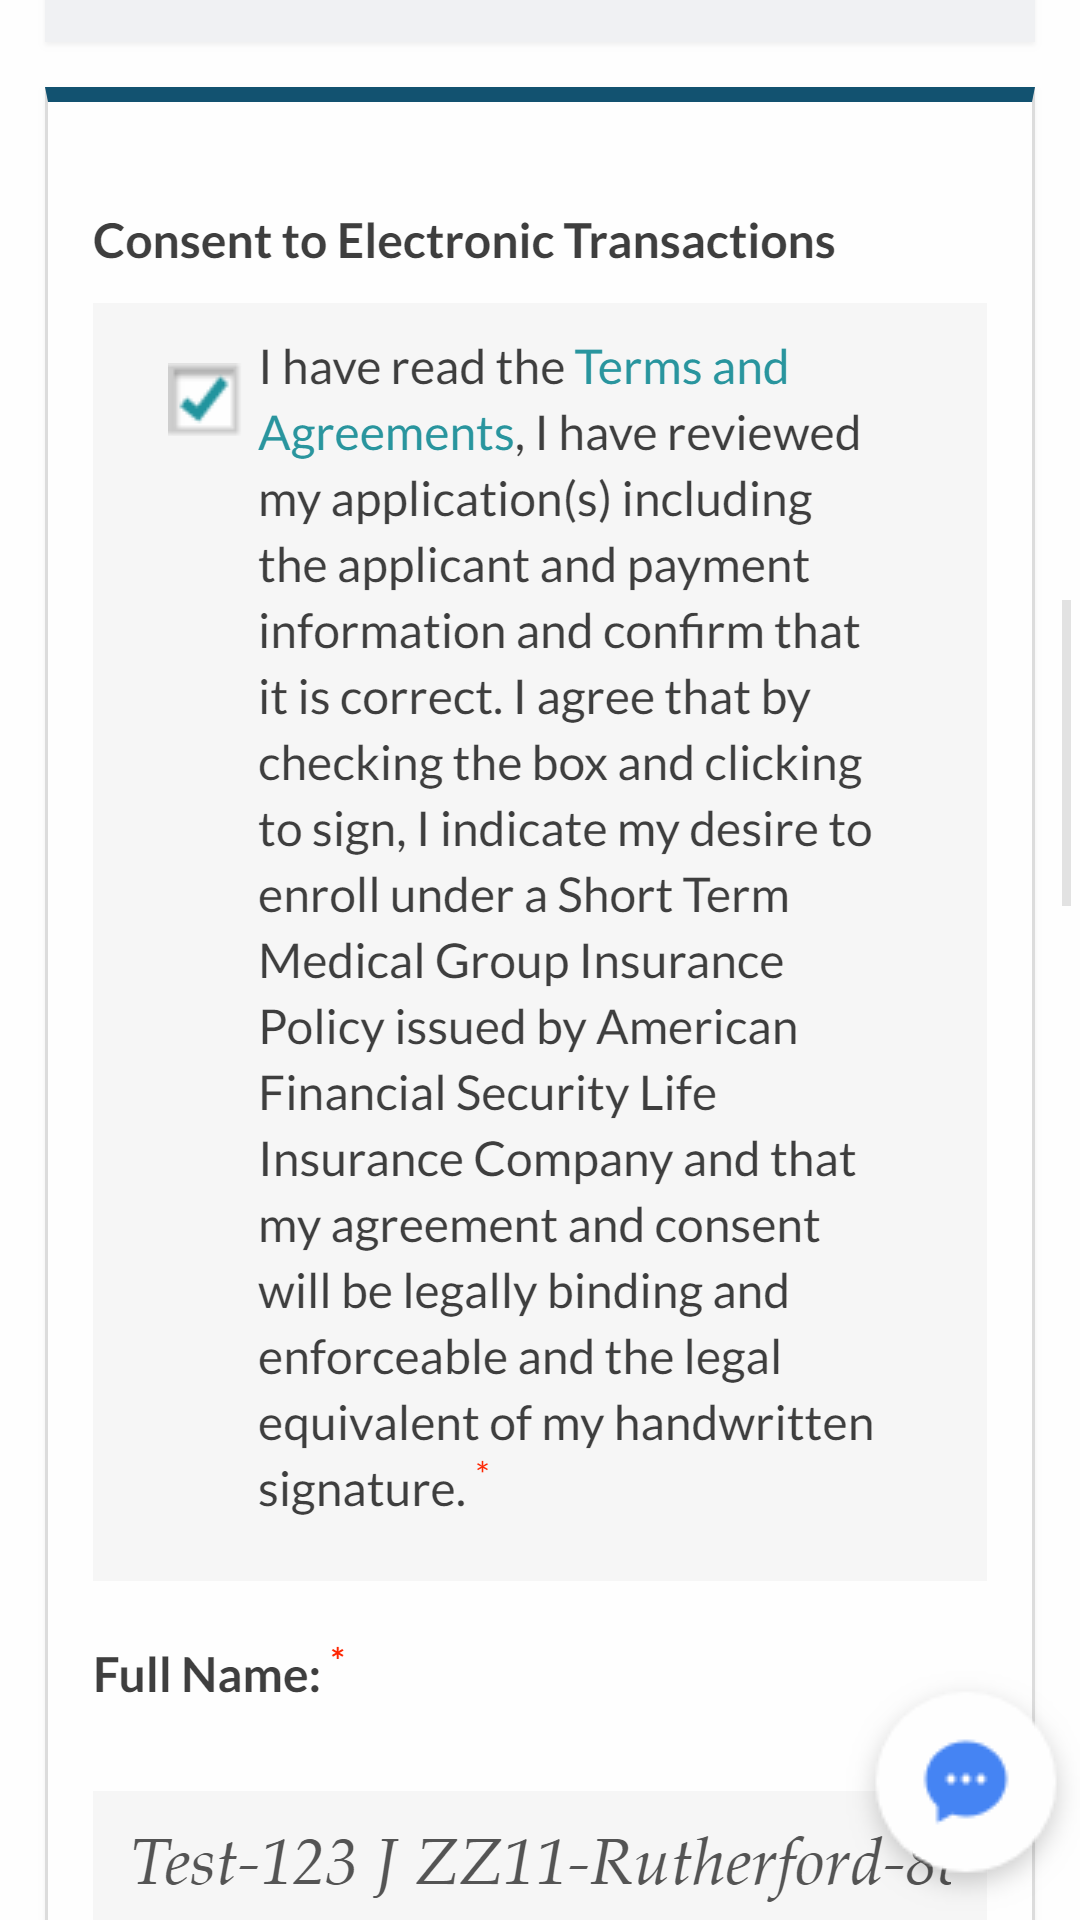 Consent to Electronic Transactions
I have read the Terms and
Agreements, I have reviewed
my application(s) including
the applicant and payment
information and confirm that
it is correct. I agree that by
checking the box and clicking
to sign, I indicate my desire to
enroll under a Short Term
Medical Group Insurance
Policy issued by American
Financial Security Life
Insurance Company and that
my agreement and consent
will be legally binding and
enforceable and the legal
equivalent of my handwritten
signature. *
Full Name: *
Test-123 J ZZ11-Rutherford-